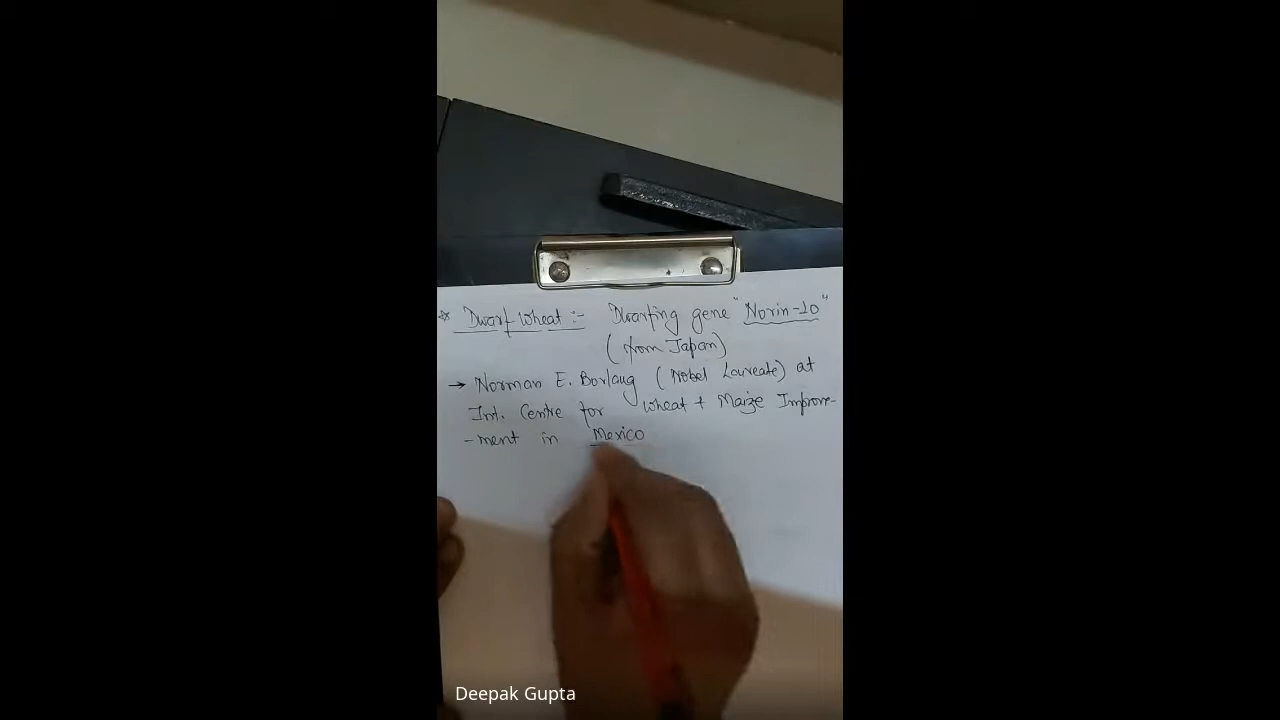 * Dwarf Wheat :- Dwarfing gene "Norin-10"
(from Japan)
→ Norman E. Borlaug (Nobel Laureate) at
Int. Centre for Wheat + Maize Improve-
-ment in Mexico
Deepak Gupta